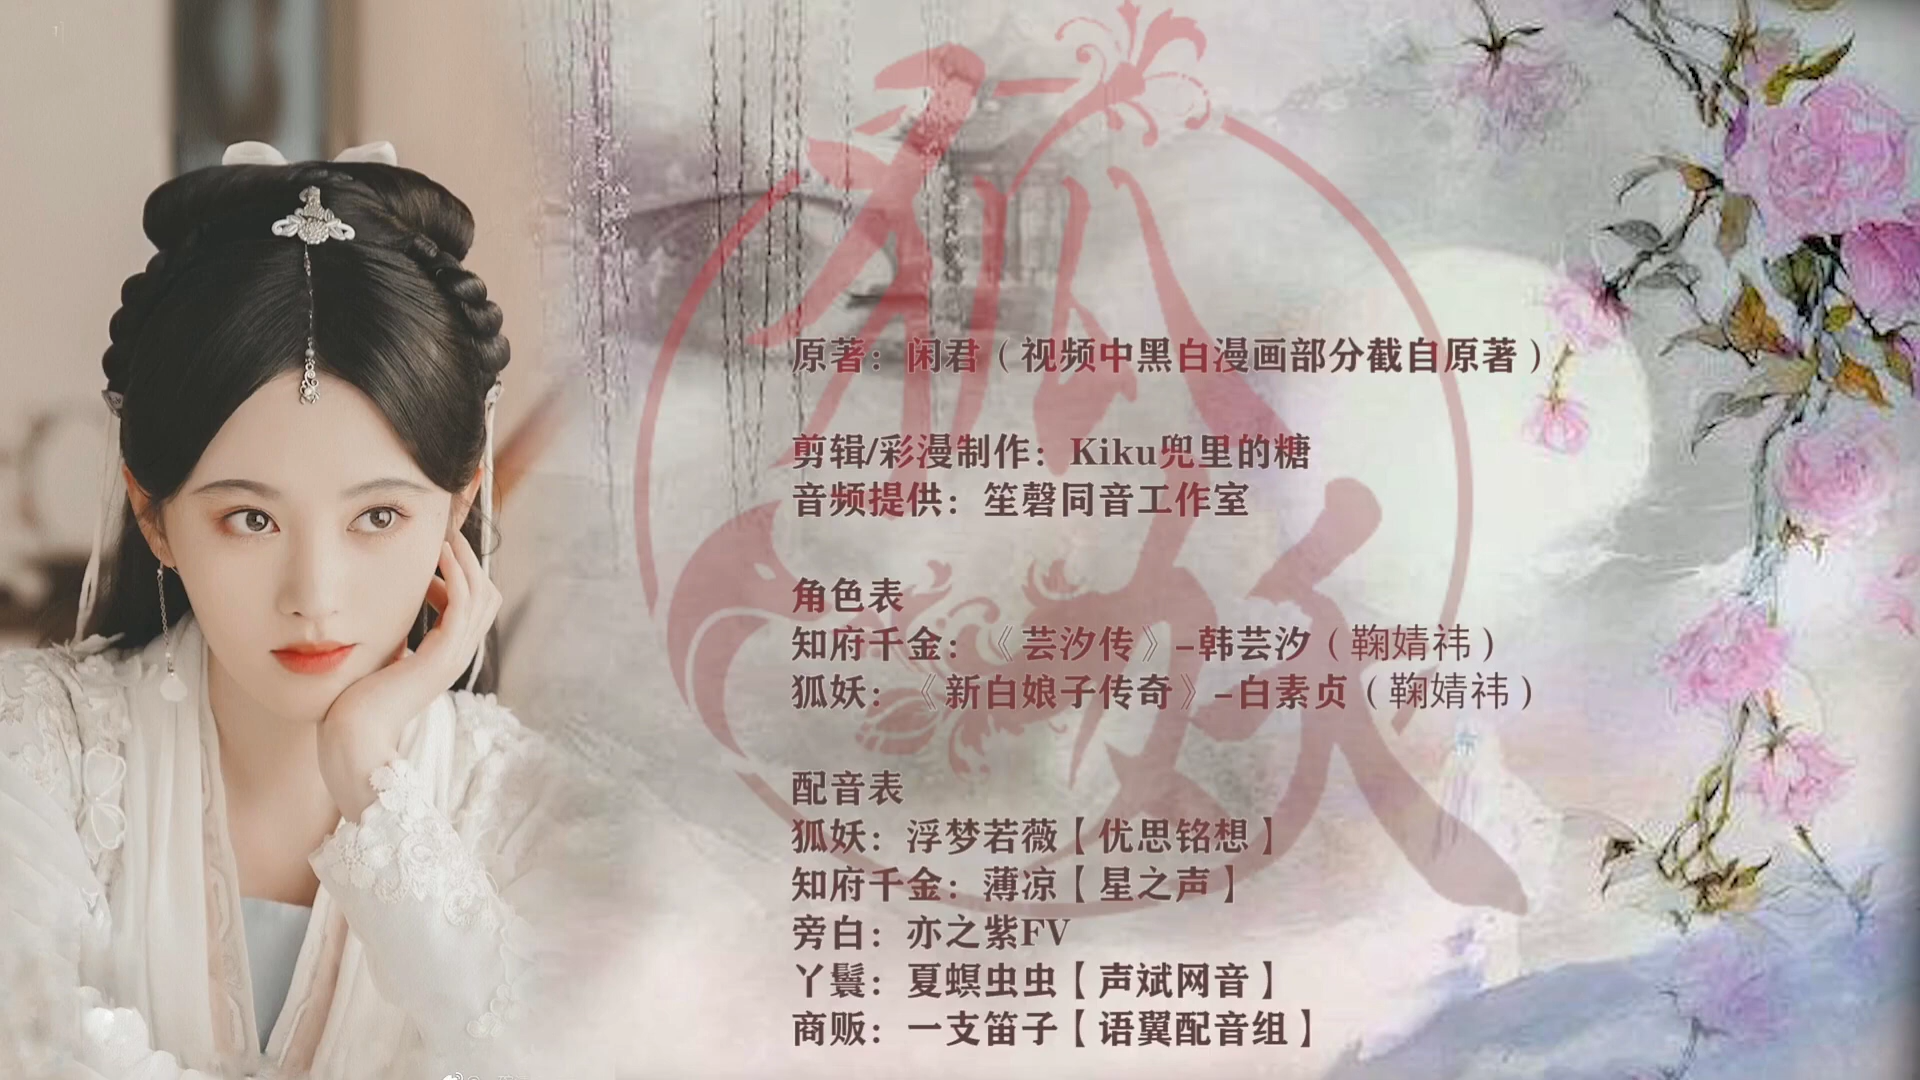 狐妖
原著：闲君（视频中黑白漫画部分截自原著）
剪辑/彩漫制作：Kiku兜里的糖
音频提供：笙磬同音工作室
角色表
知府千金：《芸汐传》-韩芸汐（鞠婧祎）
狐妖：《新白娘子传奇》-白素贞（鞠婧祎）
配音表
狐妖：浮梦若薇【优思铭想】
知府千金：薄凉【星之声】
旁白：亦之紫FV
丫鬟：夏螟虫虫【声斌网音】
商贩：一支笛子【语翼配音组】